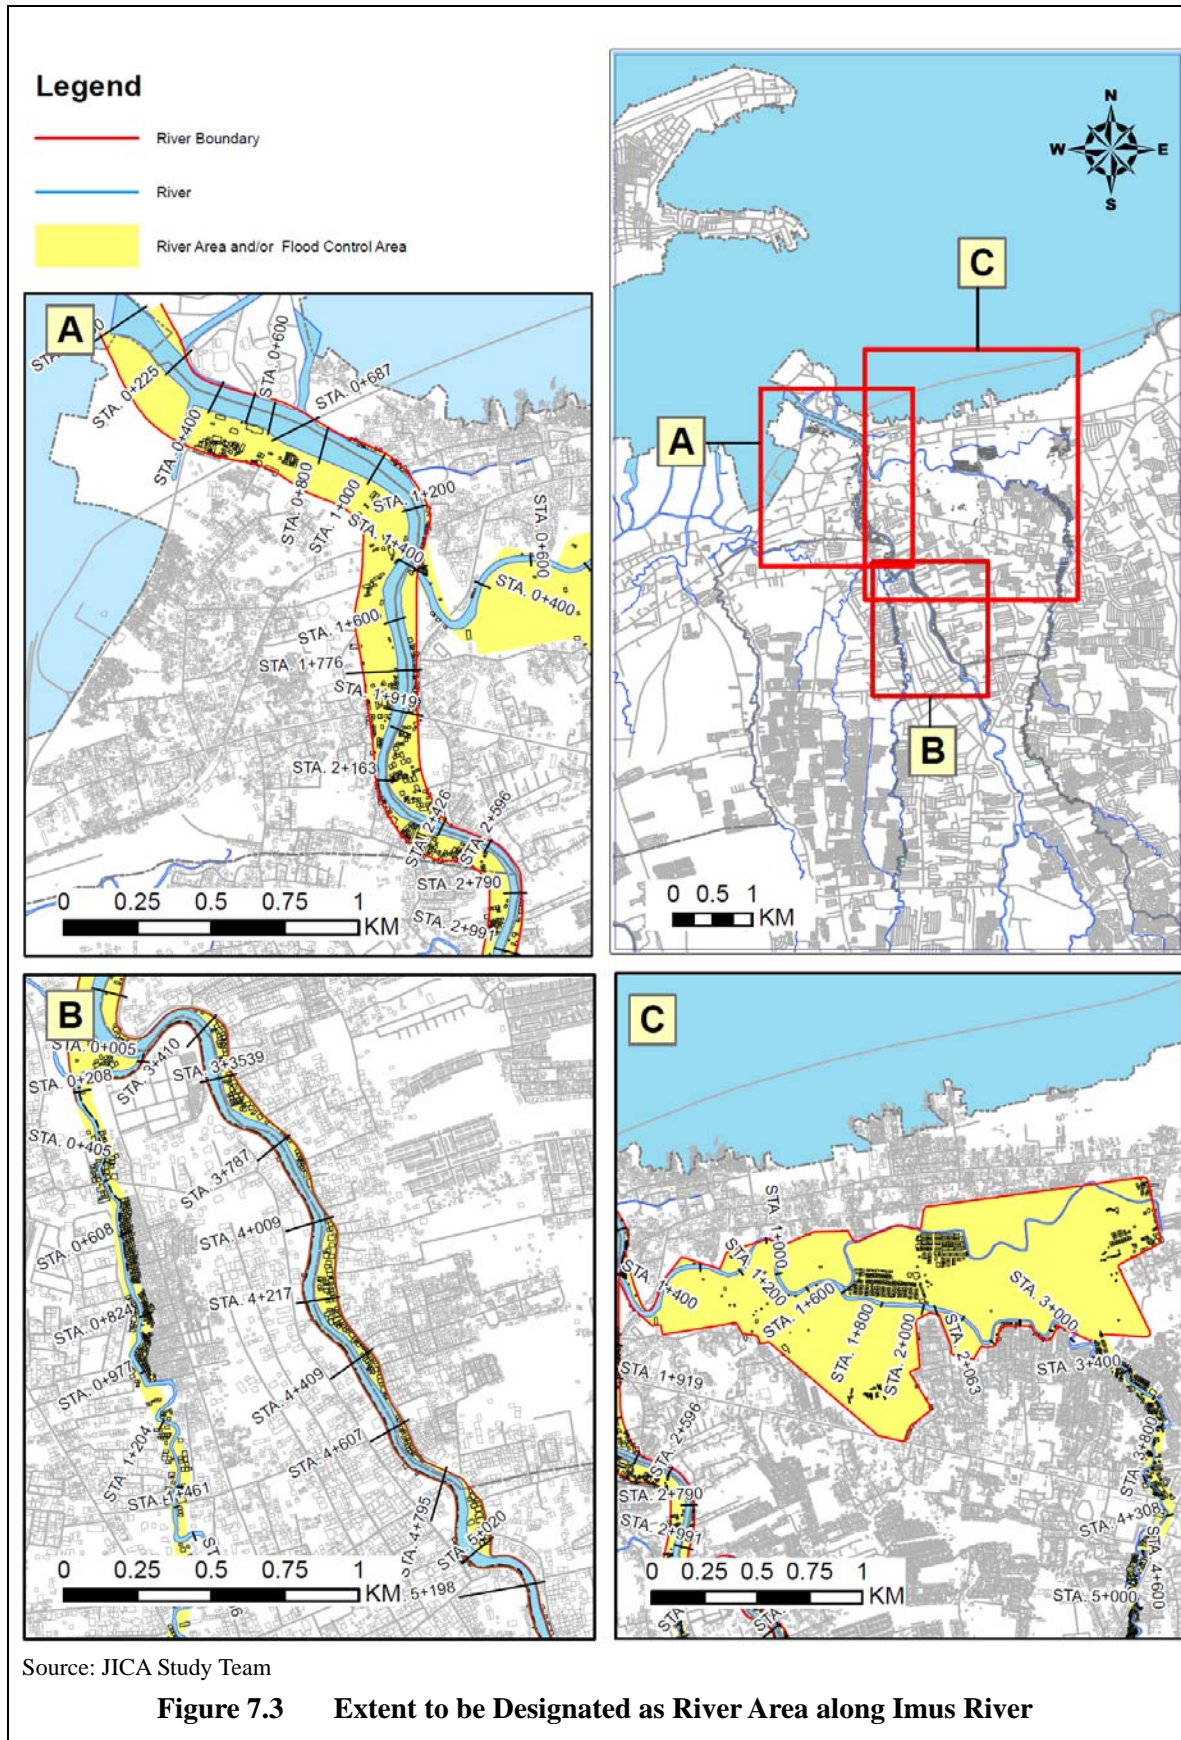 Legend
River Boundary
River
River Area and/or Flood Control Area
N
W E
S
C
A
B
0 0.5 1
KM
A
STA. 0+225
STA. 0+400
STA. 0+600
STA. 0+687
STA. 0+800
STA. 1+000
STA. 1+200
STA. 1+400
STA. 0+600
STA. 0+400
STA. 1+600
STA. 1+776
STA. 1+919
STA. 2+163
STA. 2+426
STA. 2+596
STA. 2+790
STA. 2+991
0 0.25 0.5 0.75 1
KM
B
STA. 0+005
STA. 0+208
STA. 3+410
STA. 3+3539
STA. 0+405
STA. 3+787
STA. 0+608
STA. 4+009
STA. 0+824
STA. 4+217
STA. 0+977
STA. 4+409
STA. 1+204
STA. 4+607
STA. 1+461
STA. 4+795
STA. 5+020
5+198
0 0.25 0.5 0.75 1
KM
C
STA. 1+000
STA. 1+200
STA. 1+400
STA. 1+600
STA. 1+800
STA. 2+000
STA. 2+063
STA. 3+000
STA. 3+400
STA. 1+919
STA. 2+596
STA. 2+790
STA. 2+991
STA. 3+800
STA. 4+308
STA. 4+600
STA. 5+000
0 0.25 0.5 0.75 1
KM
Source: JICA Study Team
Figure 7.3 Extent to be Designated as River Area along Imus River